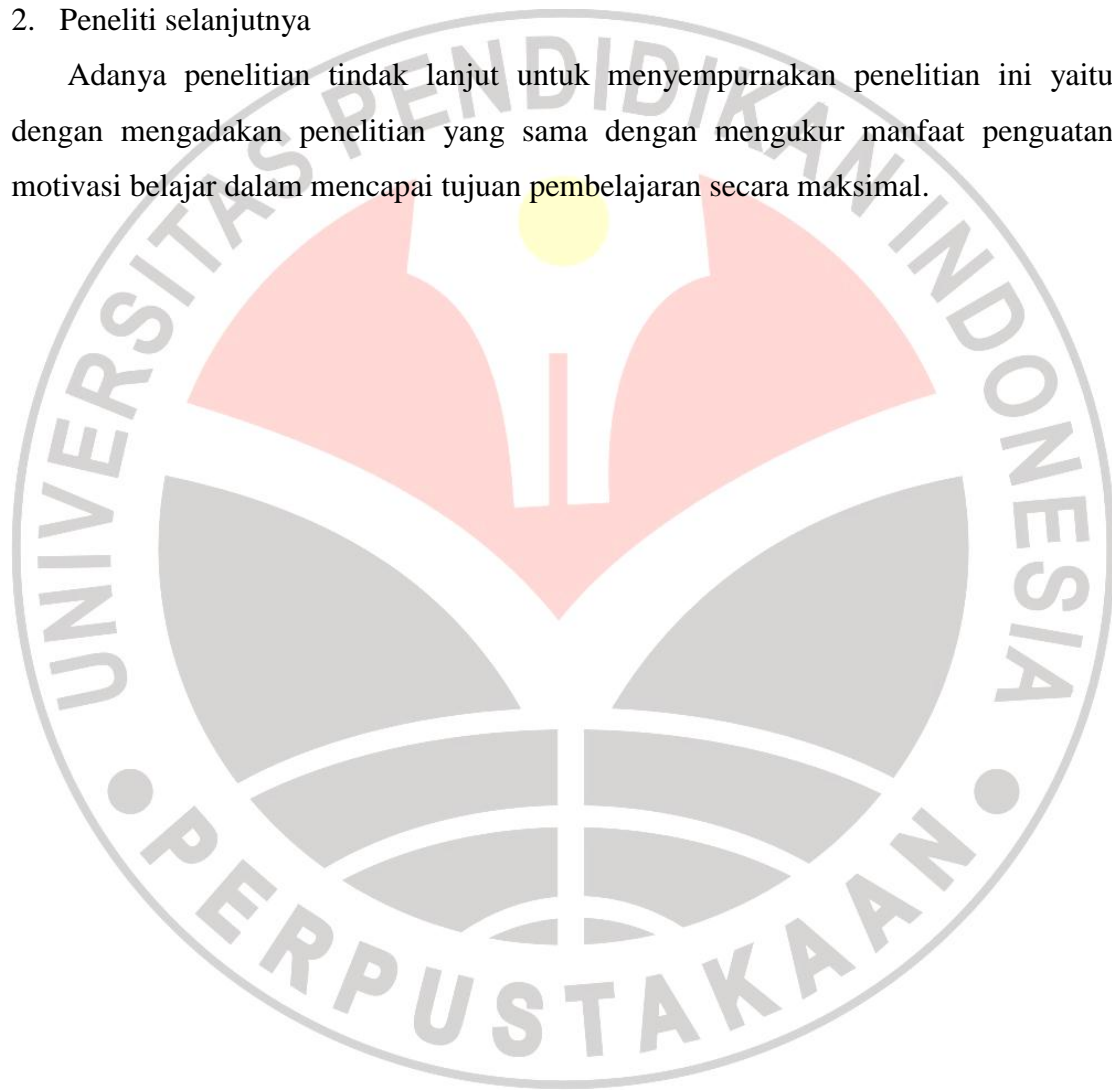 2. Peneliti selanjutnya
Adanya penelitian tindak lanjut untuk menyempurnakan penelitian ini yaitu
dengan mengadakan penelitian yang sama dengan mengukur manfaat penguatan
motivasi belajar dalam mencapai tujuan pembelajaran secara maksimal.
UNIVERSITAS PENDIDIKAN INDONESIA
PERPUSTAKAAN